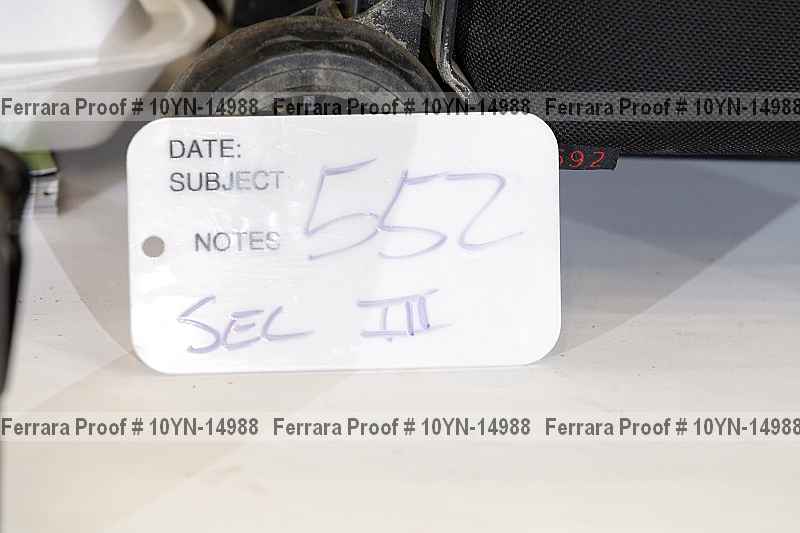 Ferrara Proof # 10YN-14988 Ferrara Proof # 10YN-14988 Ferrara Proof # 10YN-14988
DATE:
SUBJECT
592
552
NOTES
SEC III
Ferrara Proof # 10YN-14988 Ferrara Proof # 10YN-14988 Ferrara Proof # 10YN-14988